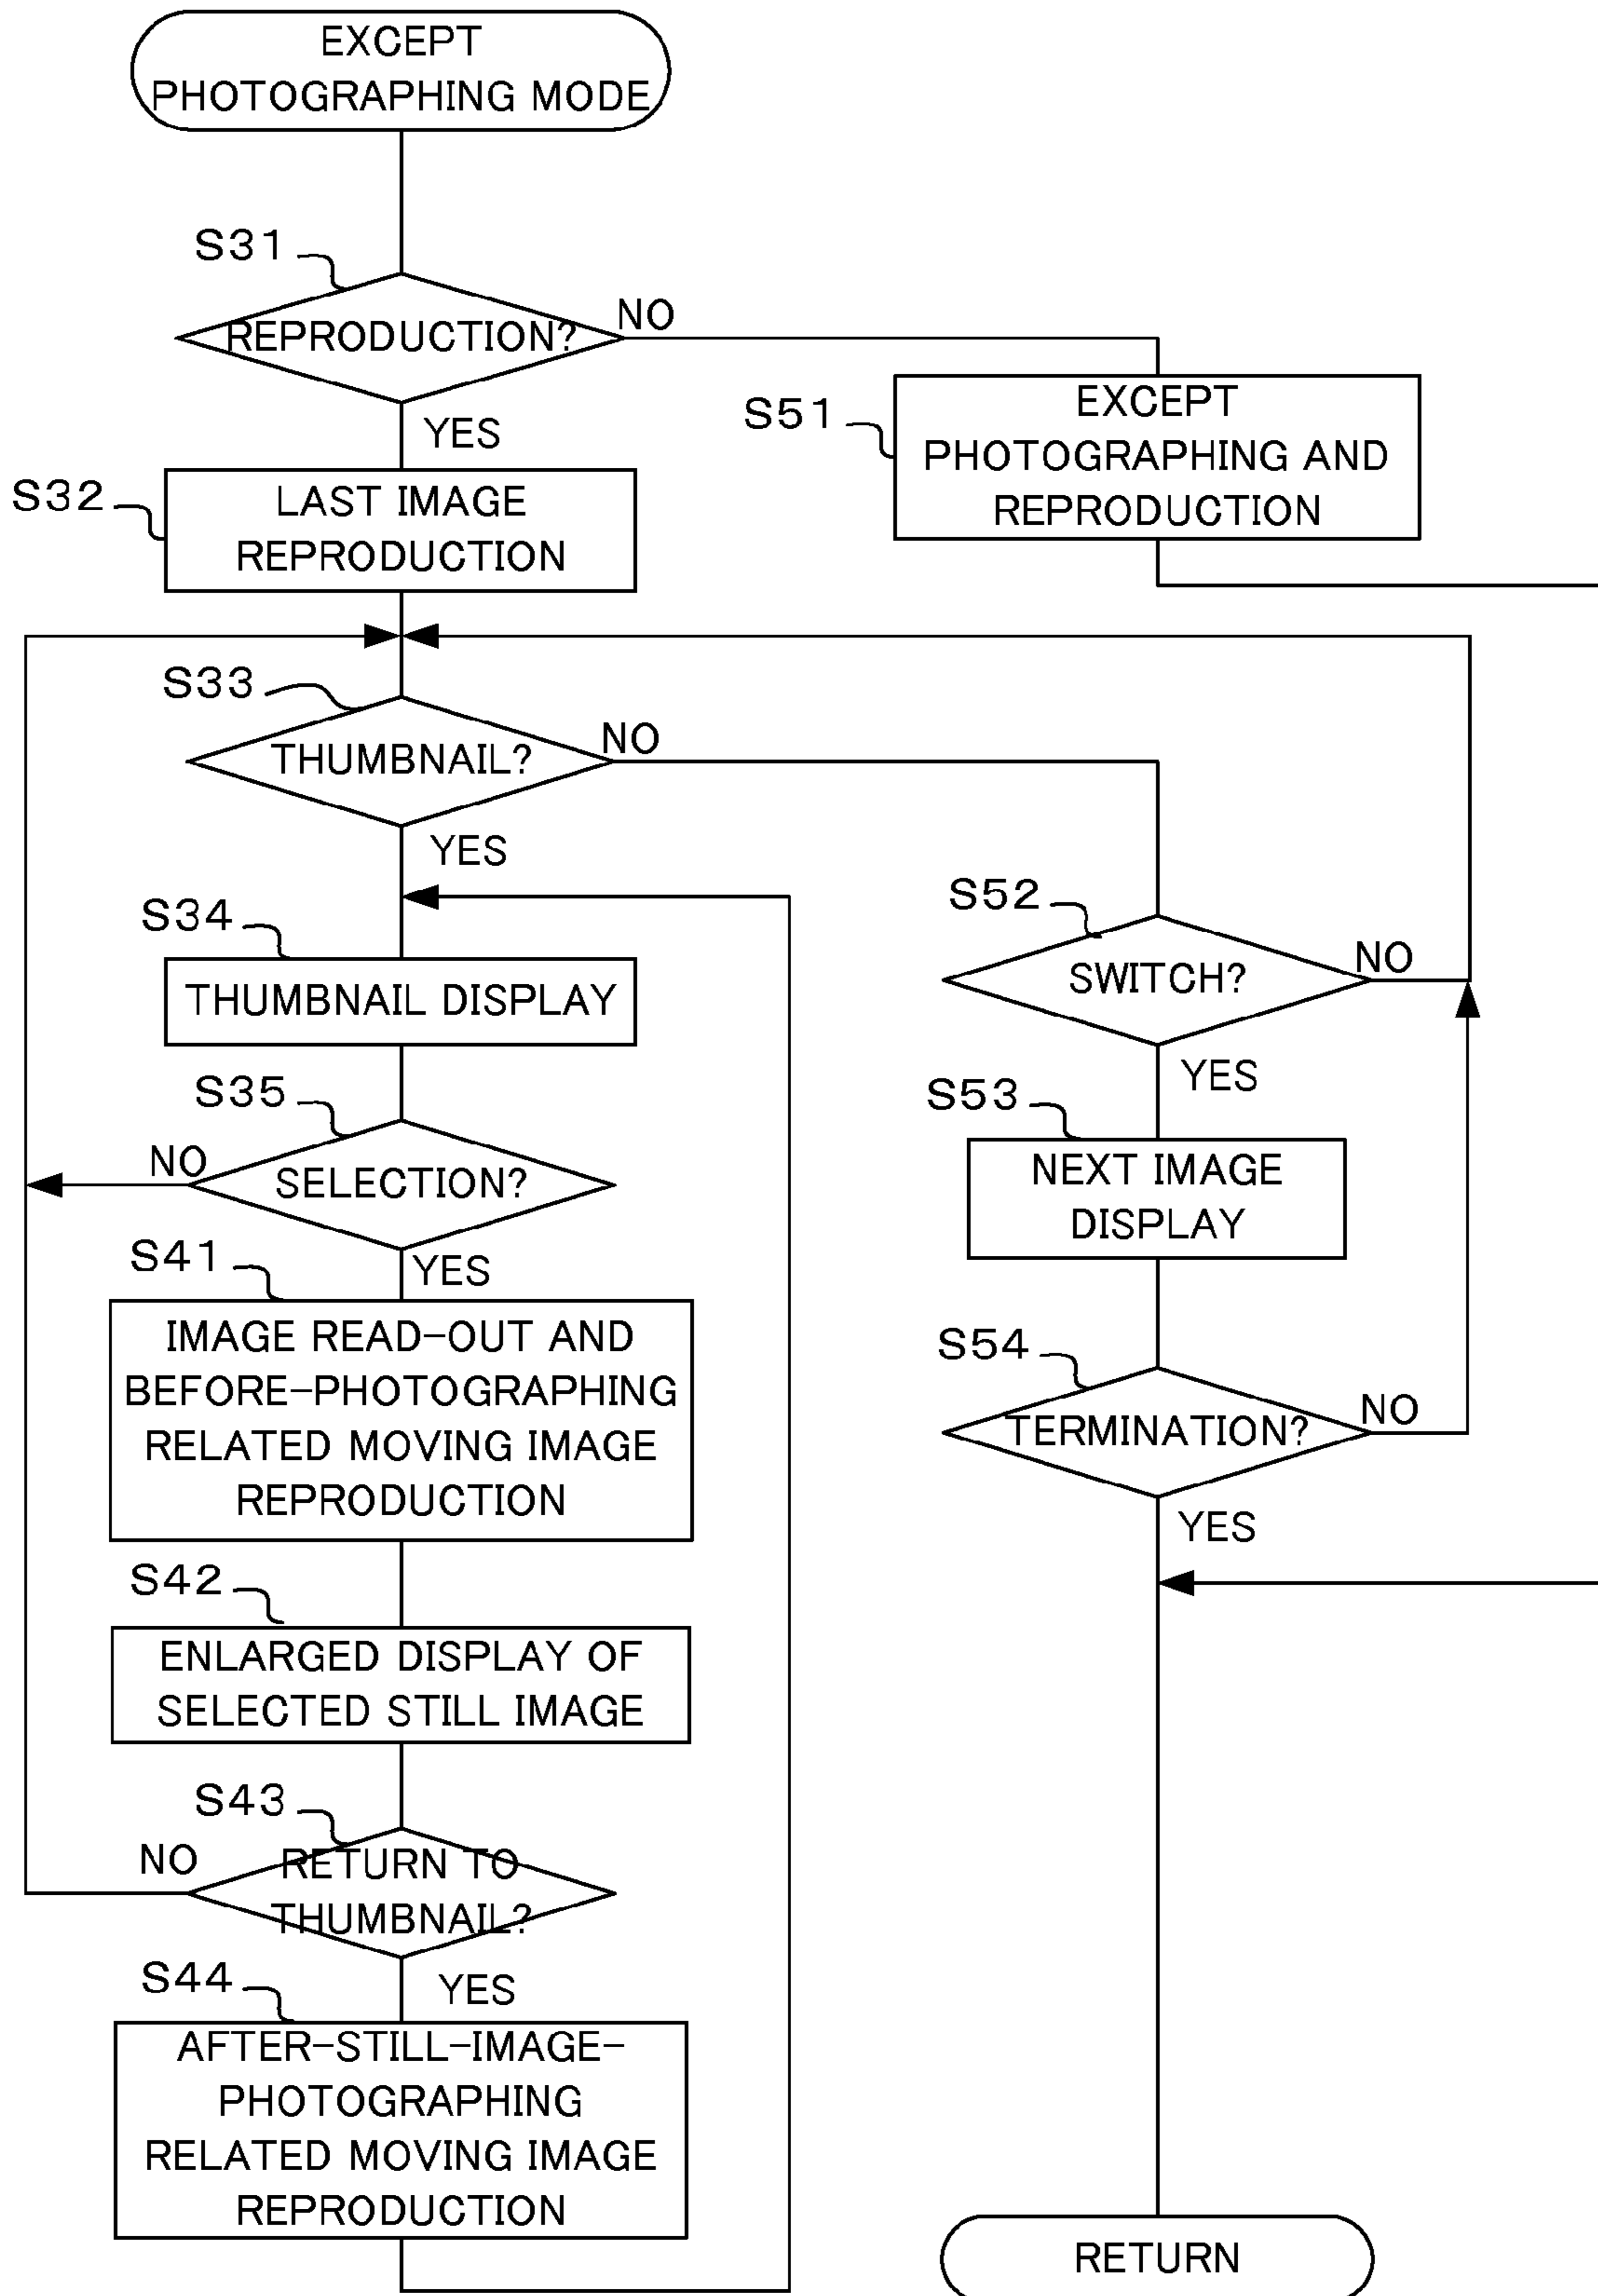 EXCEPT
PHOTOGRAPHING MODE
S31
REPRODUCTION?
NO
YES
S51
EXCEPT
PHOTOGRAPHING AND
REPRODUCTION
S32
LAST IMAGE
REPRODUCTION
S33
THUMBNAIL?
NO
YES
S34
THUMBNAIL DISPLAY
S35
SELECTION?
NO
YES
S41
IMAGE READ-OUT AND
BEFORE-PHOTOGRAPHING
RELATED MOVING IMAGE
REPRODUCTION
S42
ENLARGED DISPLAY OF
SELECTED STILL IMAGE
S43
RETURN TO
THUMBNAIL?
NO
YES
S44
AFTER-STILL-IMAGE-
PHOTOGRAPHING
RELATED MOVING IMAGE
REPRODUCTION
S52
SWITCH?
NO
YES
S53
NEXT IMAGE
DISPLAY
S54
TERMINATION?
NO
YES
RETURN